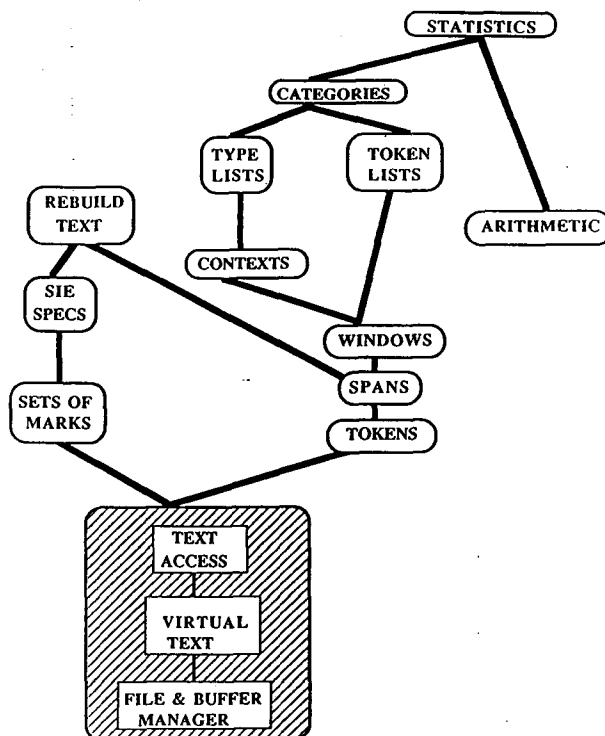 STATISTICS
CATEGORIES
TYPE
LISTS
TOKEN
LISTS
REBUILD
TEXT
ARITHMETIC
CONTEXTS
SIE
SPECS
WINDOWS
SPANS
SETS OF
MARKS
TOKENS
TEXT
ACCESS
VIRTUAL
TEXT
FILE & BUFFER
MANAGER